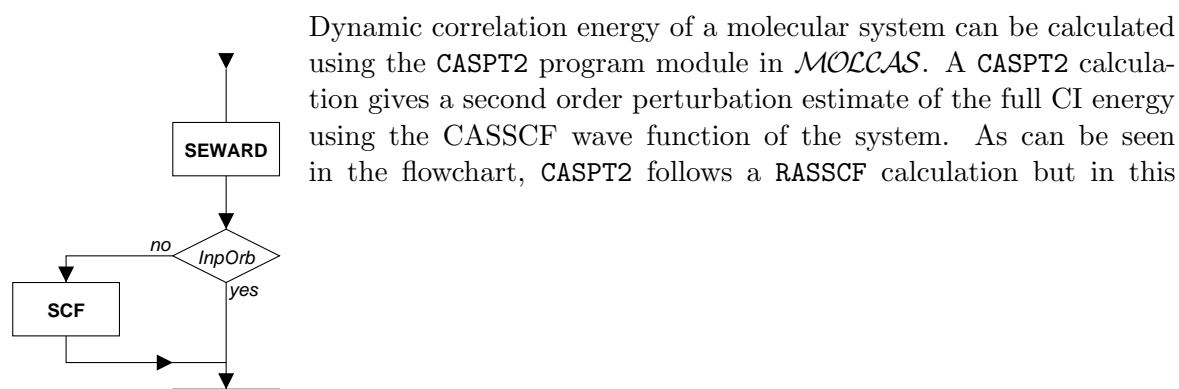 Dynamic correlation energy of a molecular system can be calculated
using the CASPT2 program module in MOLCAS. A CASPT2 calcula-
tion gives a second order perturbation estimate of the full CI energy
using the CASSCF wave function of the system. As can be seen
in the flowchart, CASPT2 follows a RASSCF calculation but in this
SEWARD
no
InpOrb
yes
SCF